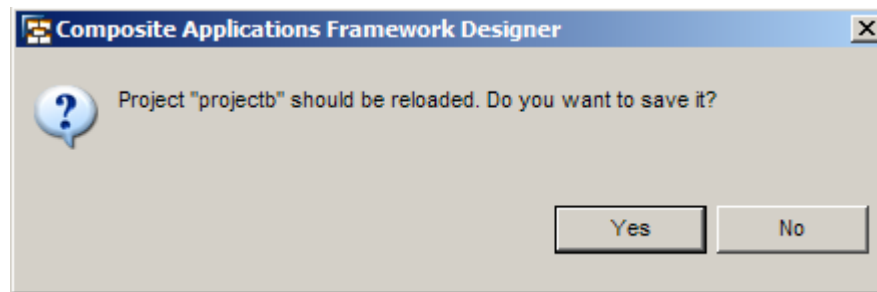 Composite Applications Framework Designer
Project "projectb" should be reloaded. Do you want to save it?
Yes
No